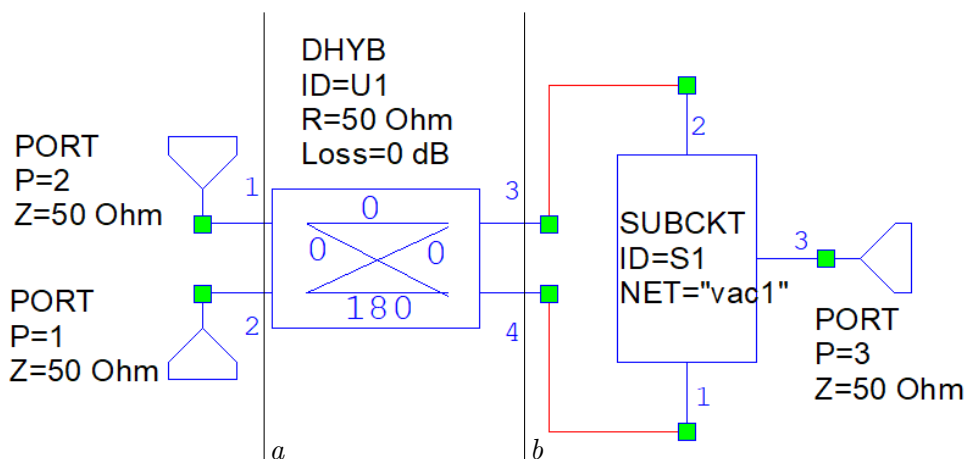 DHYB
ID=U1
R=50 Ohm
Loss=0 dB
PORT
P=2
Z=50 Ohm
1
3
0
0
0
180
2
4
PORT
P=1
Z=50 Ohm
2
SUBCKT
ID=S1
NET="vac1"
3
1
PORT
P=3
Z=50 Ohm
a
b